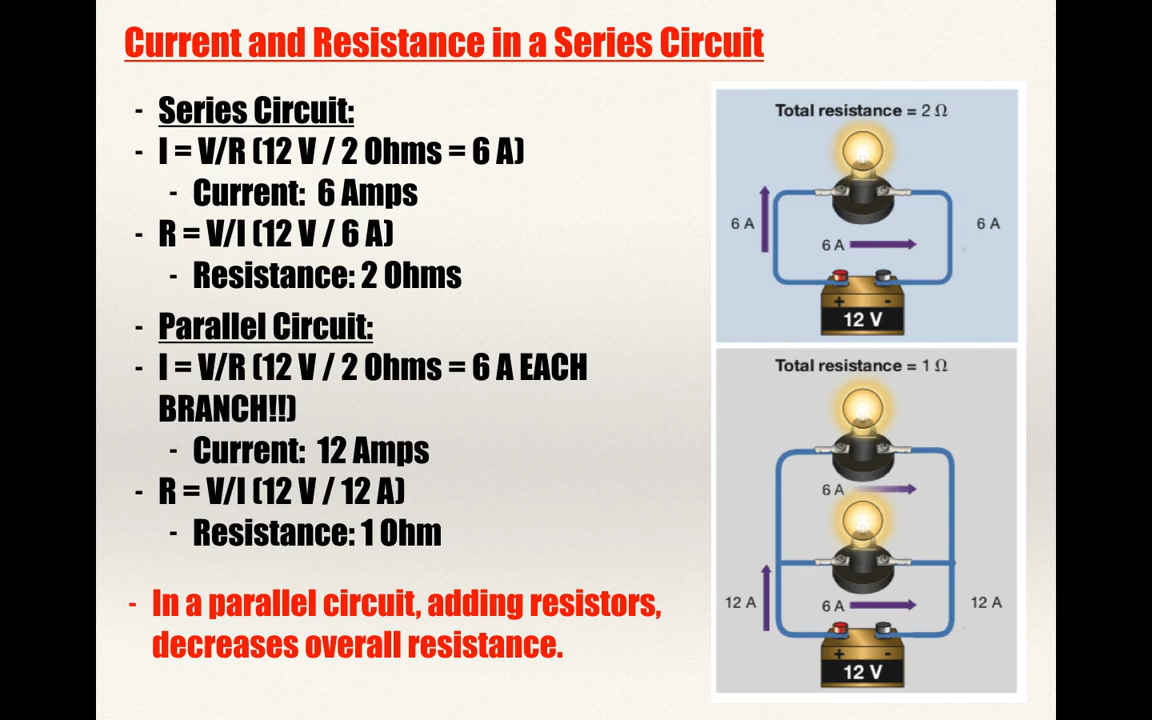 Current and Resistance in a Series Circuit
- Series Circuit:
- I = V/R (12 V / 2 Ohms = 6 A)
- Current: 6 Amps
- R = V/I (12 V / 6 A)
- Resistance: 2 Ohms
- Parallel Circuit:
- I = V/R (12 V / 2 Ohms = 6 A EACH
BRANCH!!)
- Current: 12 Amps
- R = V/I (12 V / 12 A)
- Resistance: 1 Ohm
- In a parallel circuit, adding resistors,
decreases overall resistance.
Total resistance = 2 Ω
6 A
6 A
6 A
+ -
12 V
Total resistance = 1 Ω
6 A
12 A
6 A
12 A
+ -
12 V